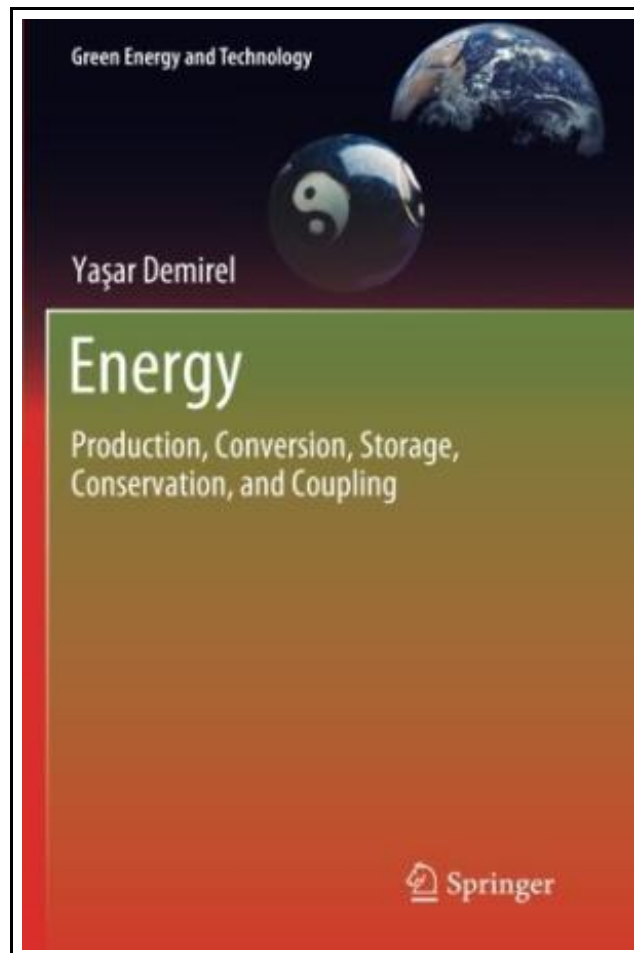 Green Energy and Technology
Yaşar Demirel
Energy
Production, Conversion, Storage,
Conservation, and Coupling
Springer